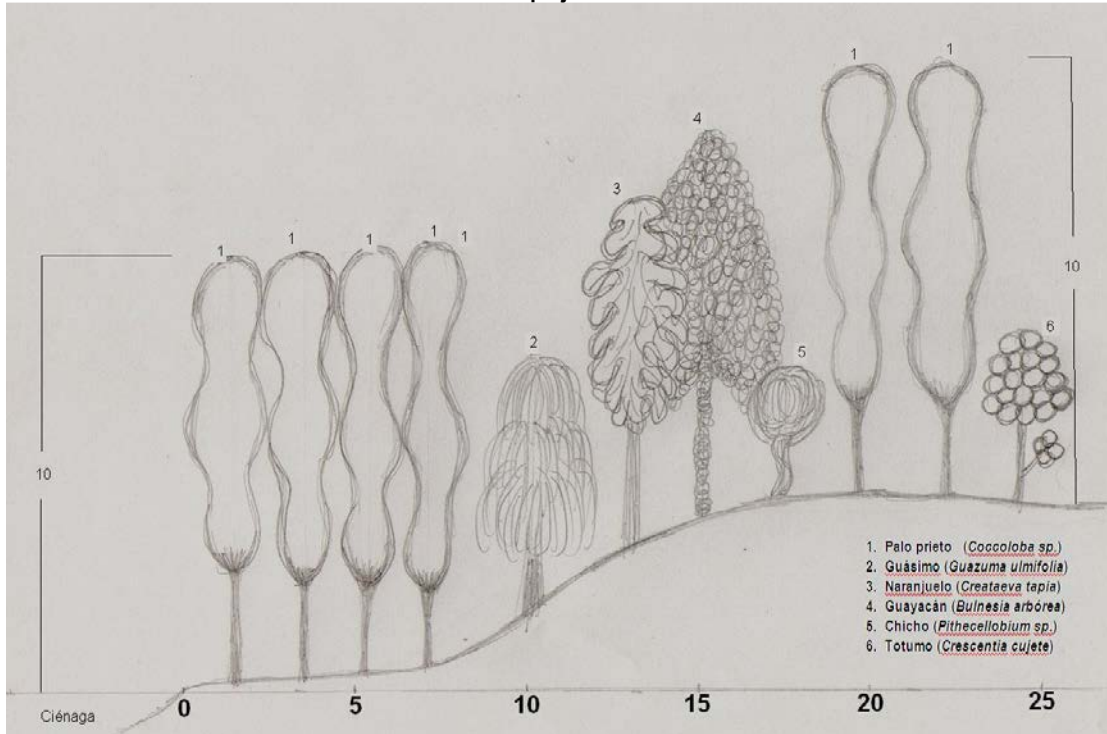 1 1
4
3
1 1 1 1 1
10
2
5
6
10
1. Palo prieto (Coccoloba sp.)
2. Guásimo (Guazuma ulmifolia)
3. Naranjuelo (Creataeva tapia)
4. Guayacán (Bulnesia arbórea)
5. Chicho (Pithecellobium sp.)
6. Totumo (Crescentia cujete)
Ciénaga
0 5 10 15 20 25